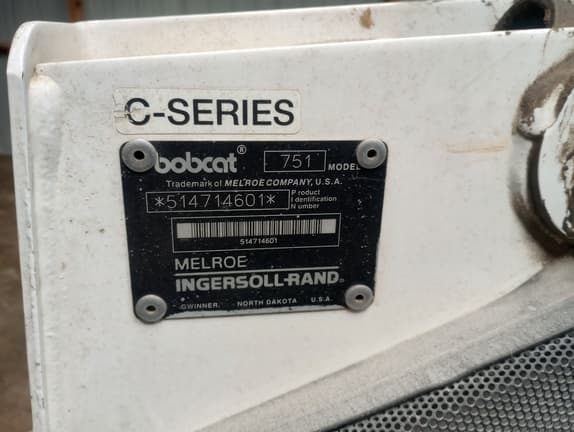 C-SERIES
bobcat® 751 MODEL
Trademark of MELROE COMPANY, U.S.A.
*514714601* Product Identification Number
514714601
MELROE
INGERSOLL-RAND®
GWINNER, NORTH DAKOTA U.S.A.